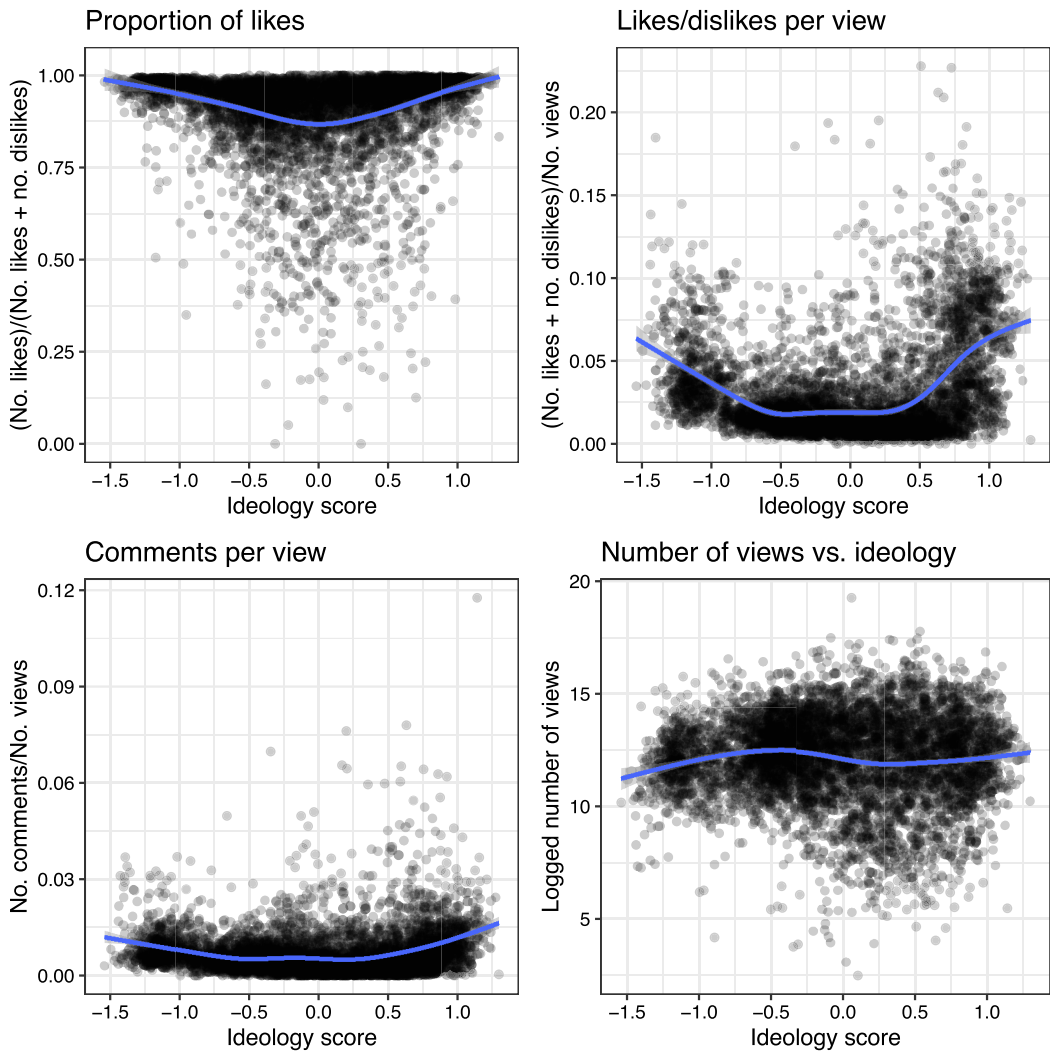 Proportion of likes
(No. likes)/(No. likes + no. dislikes)
1.00
0.75
0.50
0.25
0.00
−1.5 −1.0 −0.5 0.0 0.5 1.0
Ideology score
Likes/dislikes per view
(No. likes + no. dislikes)/No. views
0.20
0.15
0.10
0.05
0.00
−1.5 −1.0 −0.5 0.0 0.5 1.0
Ideology score
Comments per view
No. comments/No. views
0.12
0.09
0.06
0.03
0.00
−1.5 −1.0 −0.5 0.0 0.5 1.0
Ideology score
Number of views vs. ideology
Logged number of views
20
15
10
5
−1.5 −1.0 −0.5 0.0 0.5 1.0
Ideology score